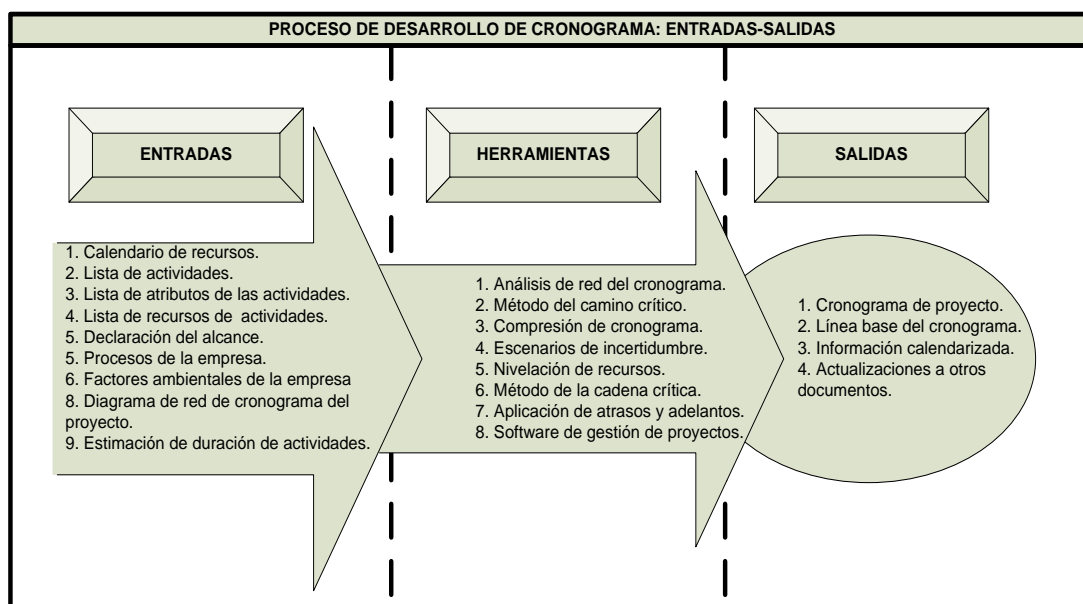 PROCESO DE DESARROLLO DE CRONOGRAMA: ENTRADAS-SALIDAS
ENTRADAS
1. Calendario de recursos.
2. Lista de actividades.
3. Lista de atributos de las actividades.
4. Lista de recursos de actividades.
5. Declaración del alcance.
5. Procesos de la empresa.
6. Factores ambientales de la empresa
8. Diagrama de red de cronograma del
proyecto.
9. Estimación de duración de actividades.
HERRAMIENTAS
1. Análisis de red del cronograma.
2. Método del camino crítico.
3. Compresión de cronograma.
4. Escenarios de incertidumbre.
5. Nivelación de recursos.
6. Método de la cadena crítica.
7. Aplicación de atrasos y adelantos.
8. Software de gestión de proyectos.
SALIDAS
1. Cronograma de proyecto.
2. Línea base del cronograma.
3. Información calendarizada.
4. Actualizaciones a otros
documentos.